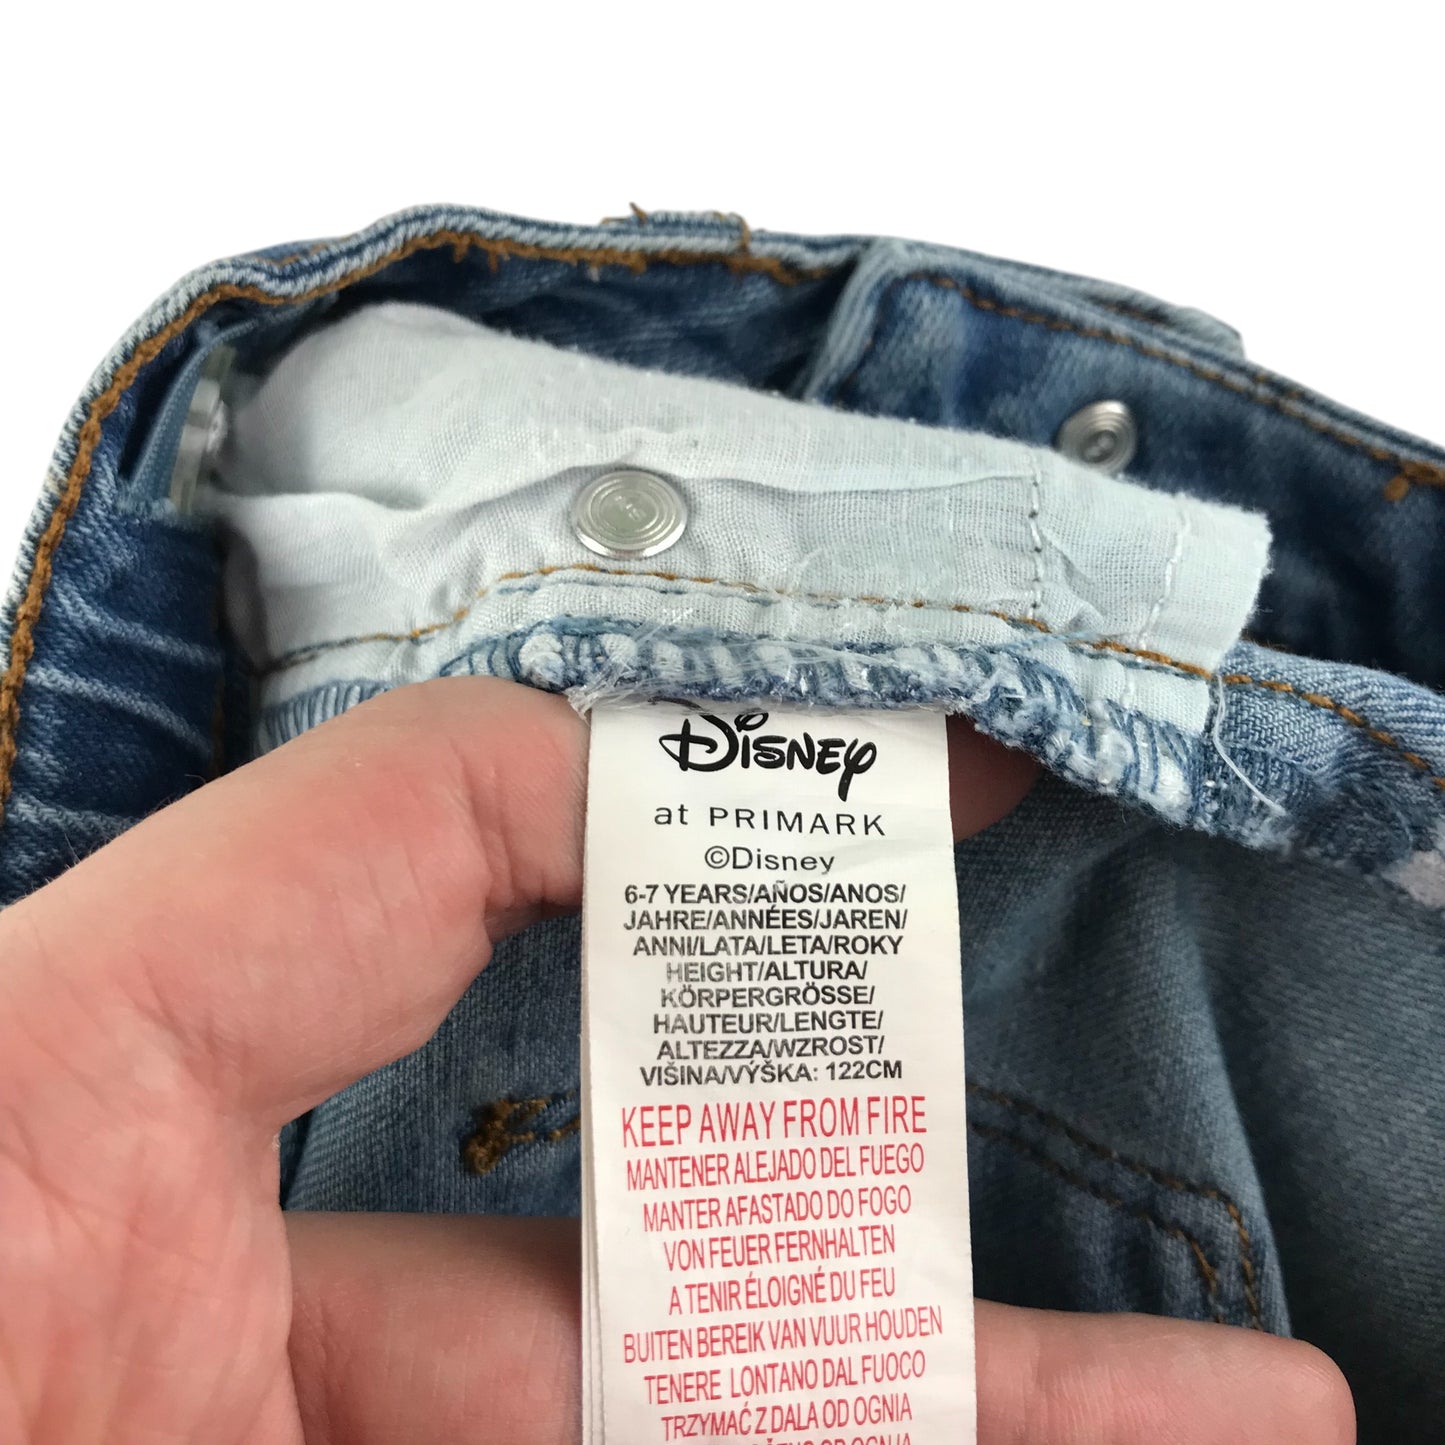 Disney
at PRIMARK
©Disney
6-7 YEARS/AÑOS/ANOS/
JAHRE/ANNÉES/JAREN/
ANNI/LATA/LETA/ROKY
HEIGHT/ALTURA/
KÖRPERGRÖSSE/
HAUTEUR/LENGTE/
ALTEZZA/WZROST/
VIŠINA/VÝŠKA: 122CM
KEEP AWAY FROM FIRE
MANTENER ALEJADO DEL FUEGO
MANTER AFASTADO DO FOGO
VON FEUER FERNHALTEN
A TENIR ÉLOIGNÉ DU FEU
BUITEN BEREIK VAN VUUR HOUDEN
TENERE LONTANO DAL FUOCO
TRZYMAĆ Z DALA OD OGNIA
OD OGNJA